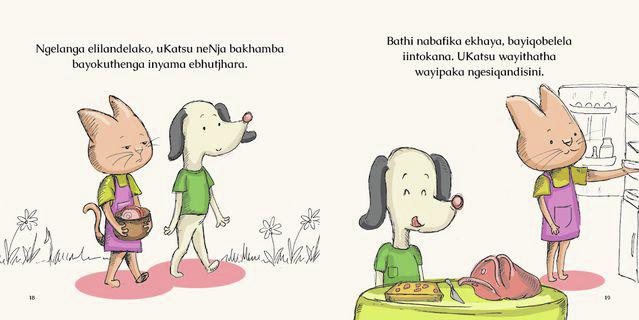 Ngelanga elilandelako, uKatsu neNja bakhamba
bayokuthenga inyama ebhutjhara.
Bathi nabafika ekhaya, bayiqobelela
iintokana. UKatsu wayithatha
wayipaka ngesiqandisini.
18
19